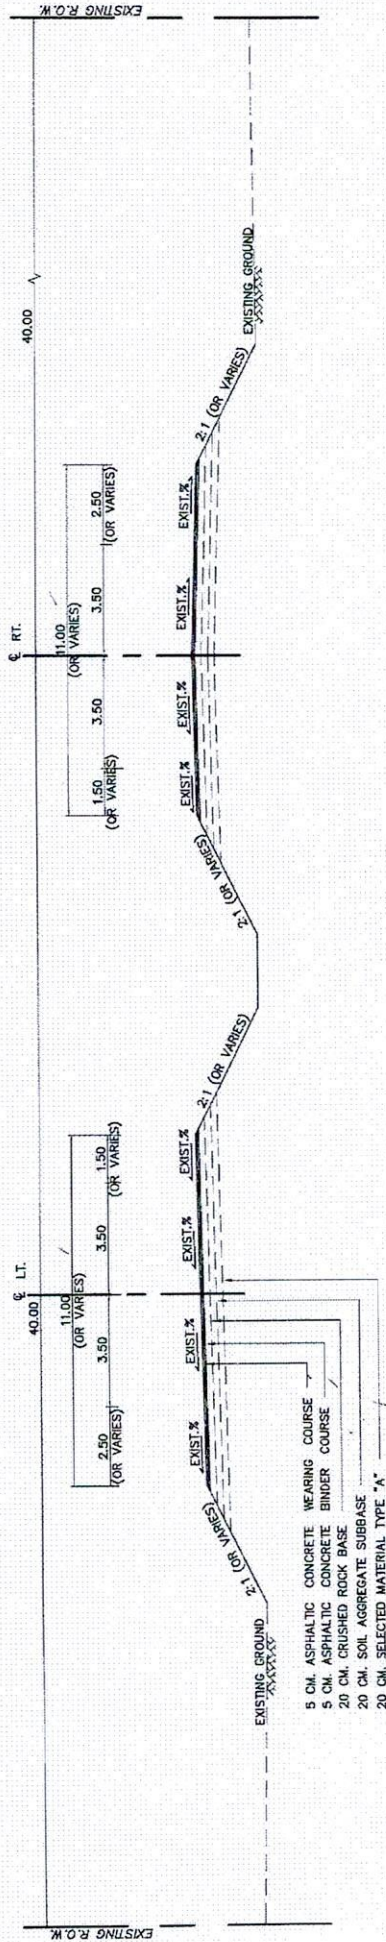 EXISTING R.O.W.
EXISTING R.O.W.
℄ LT.
℄ RT.
40.00
40.00
11.00
(OR VARIES)
11.00
(OR VARIES)
2.50
(OR VARIES)
3.50
3.50
1.50
(OR VARIES)
1.50
(OR VARIES)
3.50
3.50
2.50
(OR VARIES)
EXISTING GROUND
2:1 (OR VARIES)
EXIST.%
EXIST.%
EXIST.%
EXIST.%
2:1 (OR VARIES)
2:1 (OR VARIES)
EXIST.%
EXIST.%
EXIST.%
EXIST.%
2:1 (OR VARIES)
EXISTING GROUND
5 CM. ASPHALTIC CONCRETE WEARING COURSE
5 CM. ASPHALTIC CONCRETE BINDER COURSE
20 CM. CRUSHED ROCK BASE
20 CM. SOIL AGGREGATE SUBBASE
20 CM. SELECTED MATERIAL TYPE "A"